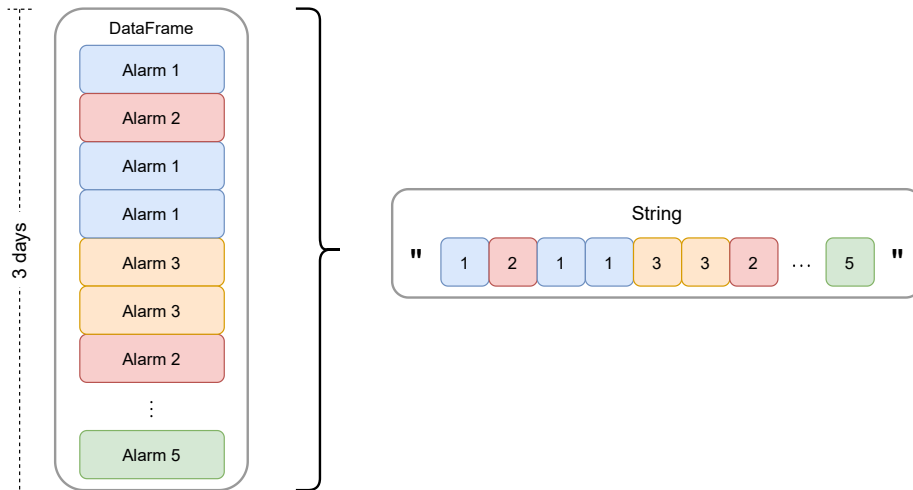 DataFrame
Alarm 1
Alarm 2
Alarm 1
Alarm 1
Alarm 3
Alarm 3
Alarm 2
⋮
Alarm 5
3 days
String
" 1 2 1 1 3 3 2 ... 5 "